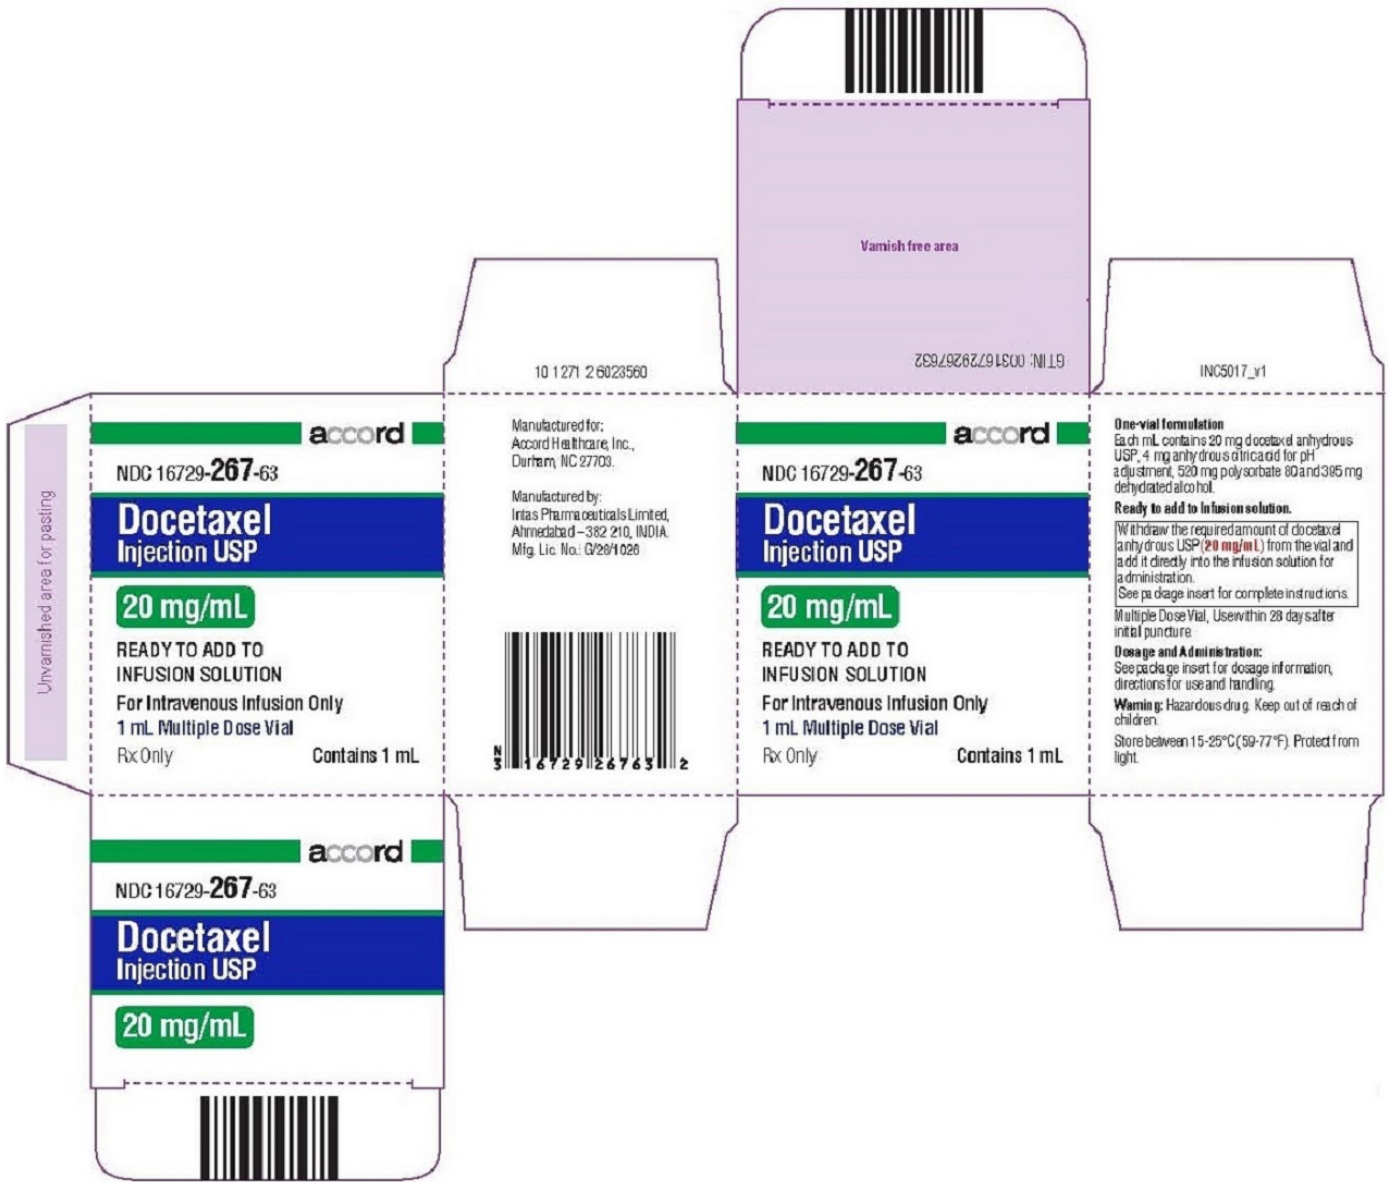 Unvarnished area for pasting
accord
NDC 16729-267-63
Docetaxel
Injection USP
20 mg/mL
READY TO ADD TO
INFUSION SOLUTION
For Intravenous Infusion Only
1 mL Multiple Dose Vial
Rx Only
Contains 1 mL
accord
NDC 16729-267-63
Docetaxel
Injection USP
20 mg/mL
10 1271 2 6023560
Manufactured for:
Accord Healthcare, Inc.,
Durham, NC 27703.
Manufactured by:
Intas Pharmaceuticals Limited,
Ahmedabad – 382 210, INDIA.
Mfg. Lic. No.: G/28/1026
N
3 16729 26763 2
Varnish free area
GTIN: 00316729267632
accord
NDC 16729-267-63
Docetaxel
Injection USP
20 mg/mL
READY TO ADD TO
INFUSION SOLUTION
For Intravenous Infusion Only
1 mL Multiple Dose Vial
Rx Only
Contains 1 mL
INC5017_v1
One-vial formulation
Each mL contains 20 mg docetaxel anhydrous
USP, 4 mg anhydrous citric acid for pH
adjustment, 520 mg polysorbate 80 and 395 mg
dehydrated alcohol.
Ready to add to Infusion solution.
Withdraw the required amount of docetaxel
anhydrous USP (20 mg/mL) from the vial and
add it directly into the infusion solution for
administration.
See package insert for complete instructions.
Multiple Dose Vial, Use within 28 days after
initial puncture
Dosage and Administration:
See package insert for dosage information,
directions for use and handling.
Warning: Hazardous drug. Keep out of reach of
children.
Store between 15-25°C (59-77°F). Protect from
light.